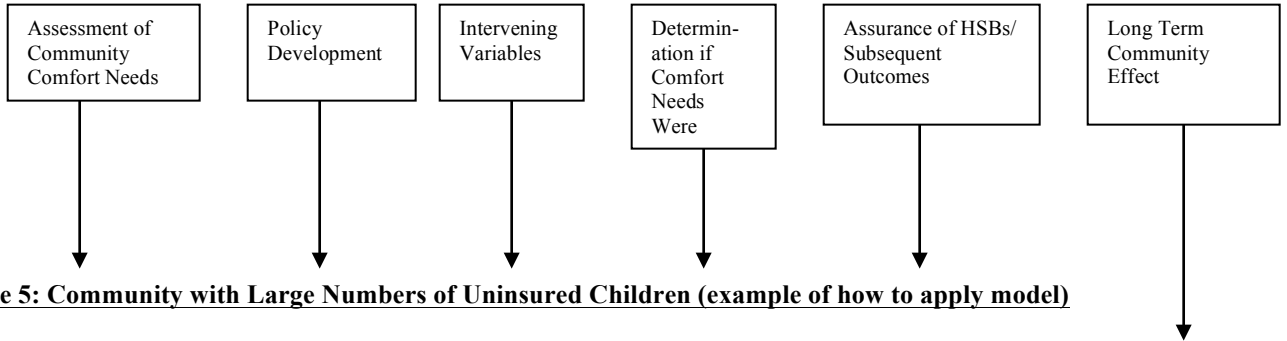 Assessment of
Community
Comfort Needs
Policy
Development
Intervening
Variables
Determin-
ation if
Comfort
Needs
Were
Assurance of HSBs/
Subsequent
Outcomes
Long Term
Community
Effect
e 5: Community with Large Numbers of Uninsured Children (example of how to apply model)